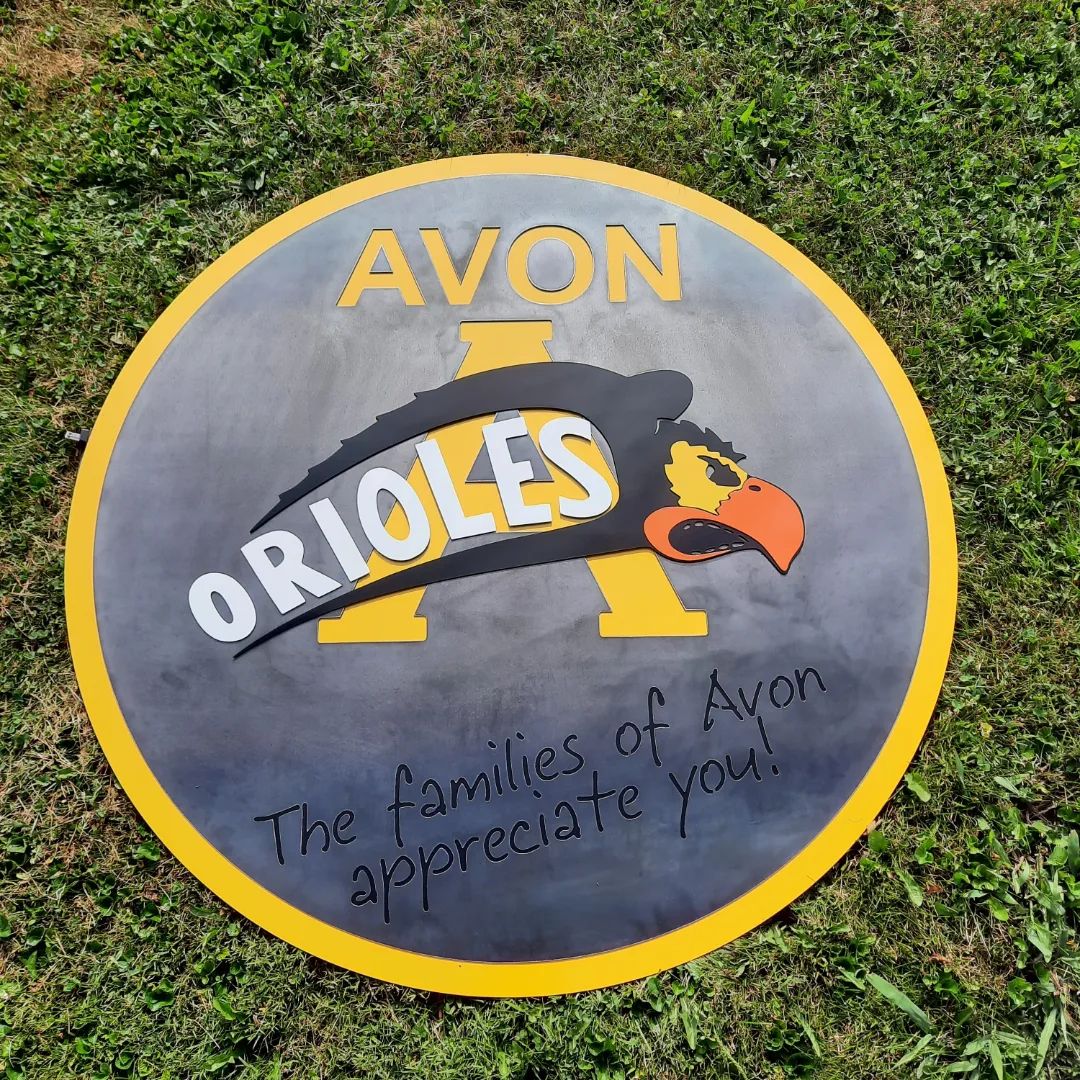 AVON
A
ORIOLES
The families of Avon
appreciate you!